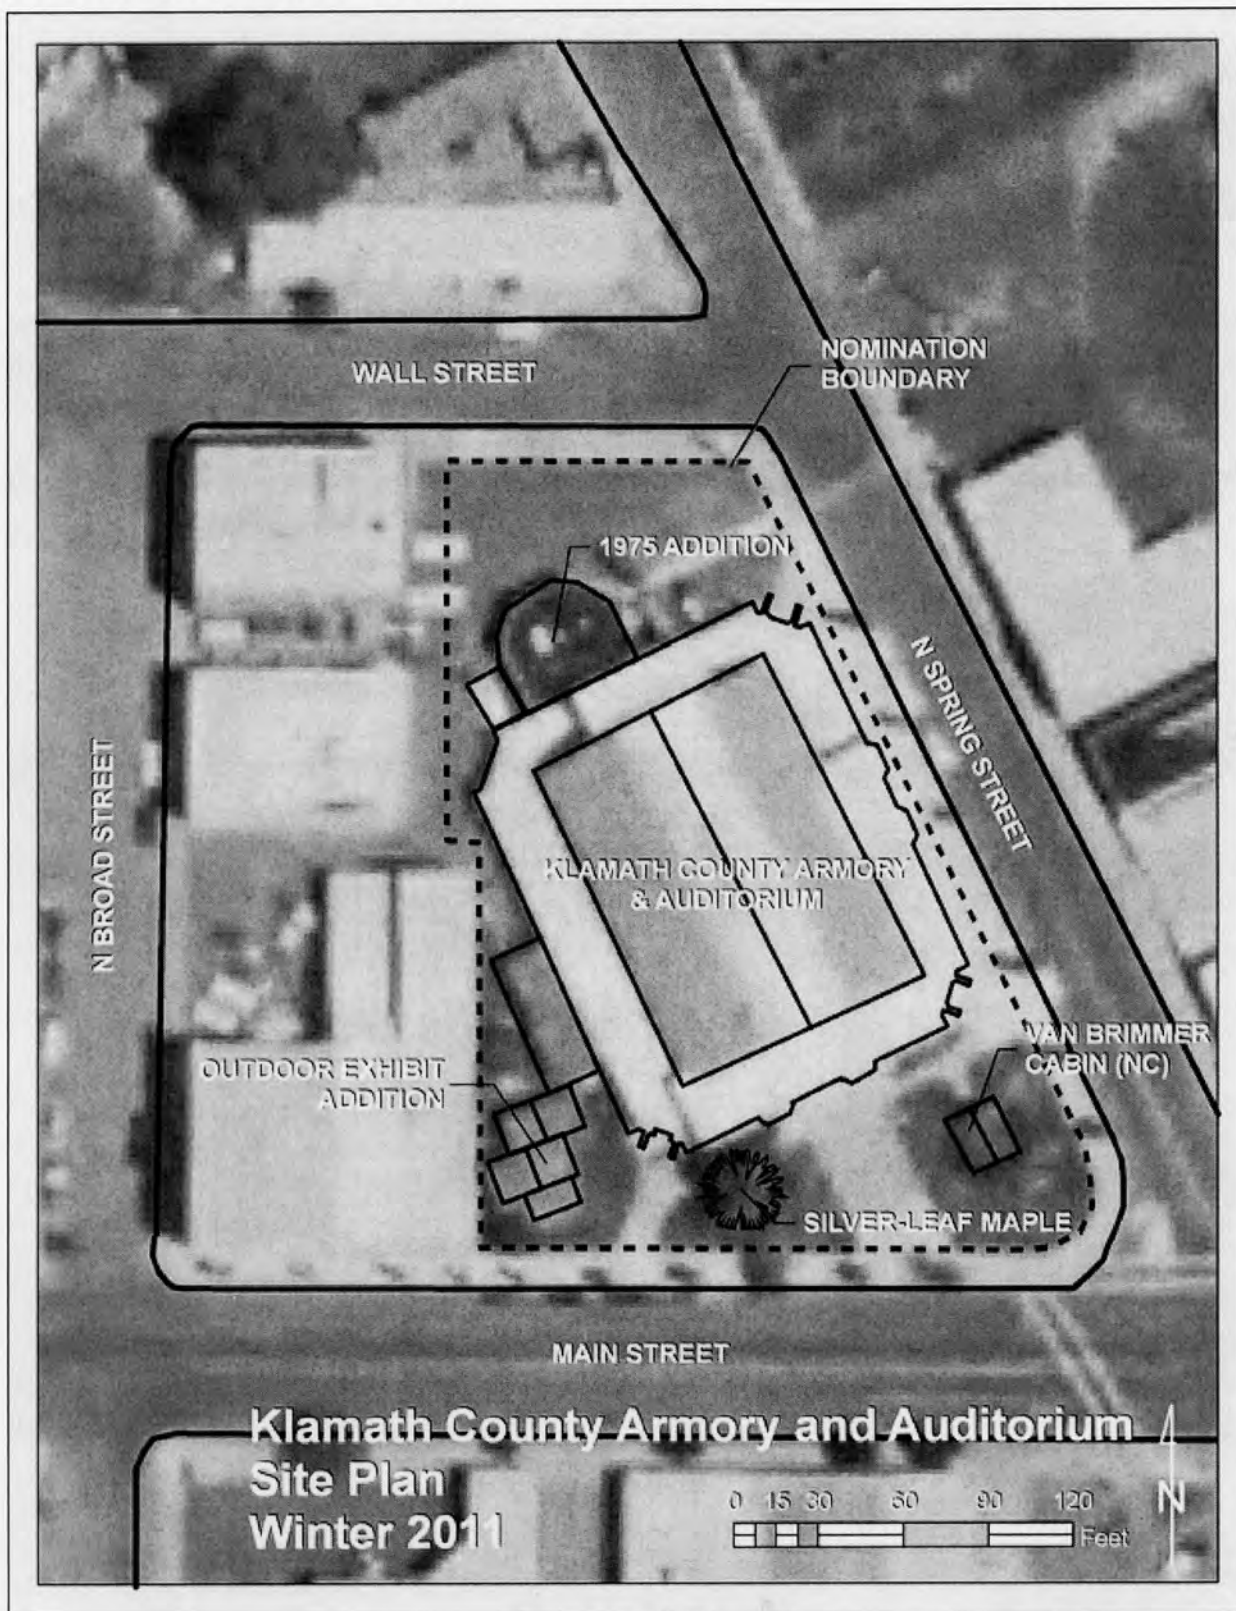 WALL STREET
NOMINATION
BOUNDARY
1975 ADDITION
N SPRING STREET
N BROAD STREET
KLAMATH COUNTY ARMORY
& AUDITORIUM
VAN BRIMMER
CABIN (NC)
OUTDOOR EXHIBIT
ADDITION
SILVER-LEAF MAPLE
MAIN STREET
Klamath County Armory and Auditorium
Site Plan
Winter 2011
0 15 30 60 90 120
Feet
N